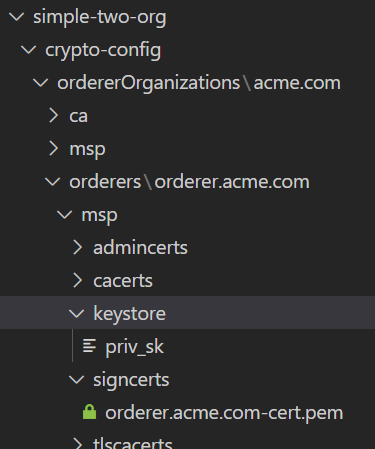 simple-two-org
crypto-config
ordererOrganizations\acme.com
ca
msp
orderers\orderer.acme.com
msp
admincerts
cacerts
keystore
priv_sk
signcerts
orderer.acme.com-cert.pem
tlscacerts